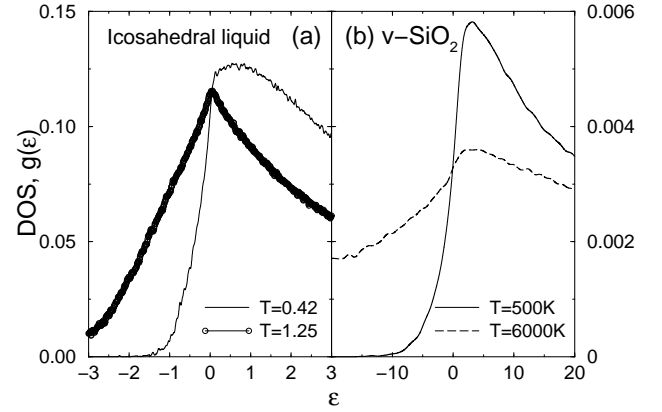 Icosahedral liquid (a)
(b) v−SiO₂
DOS, g(ε)
0.15
0.10
0.05
0.00
0.006
0.004
0.002
0
T=0.42
T=1.25
T=500K
T=6000K
−3 −2 −1 0 1 2 3
−10 0 10 20
ε